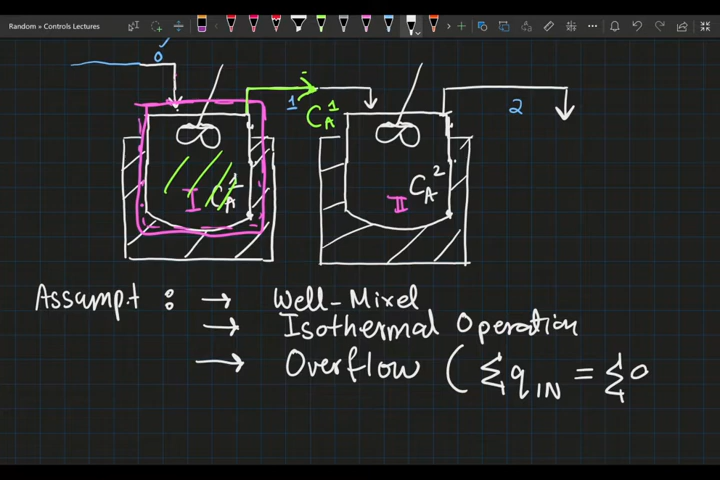 Random » Controls Lectures
0
1
C_A^1
2
I C_A^1
II C_A^2
Assampt : → Well-Mixel
→ Isothermal Operation
→ Overflow ( Σ q_IN = Σ o